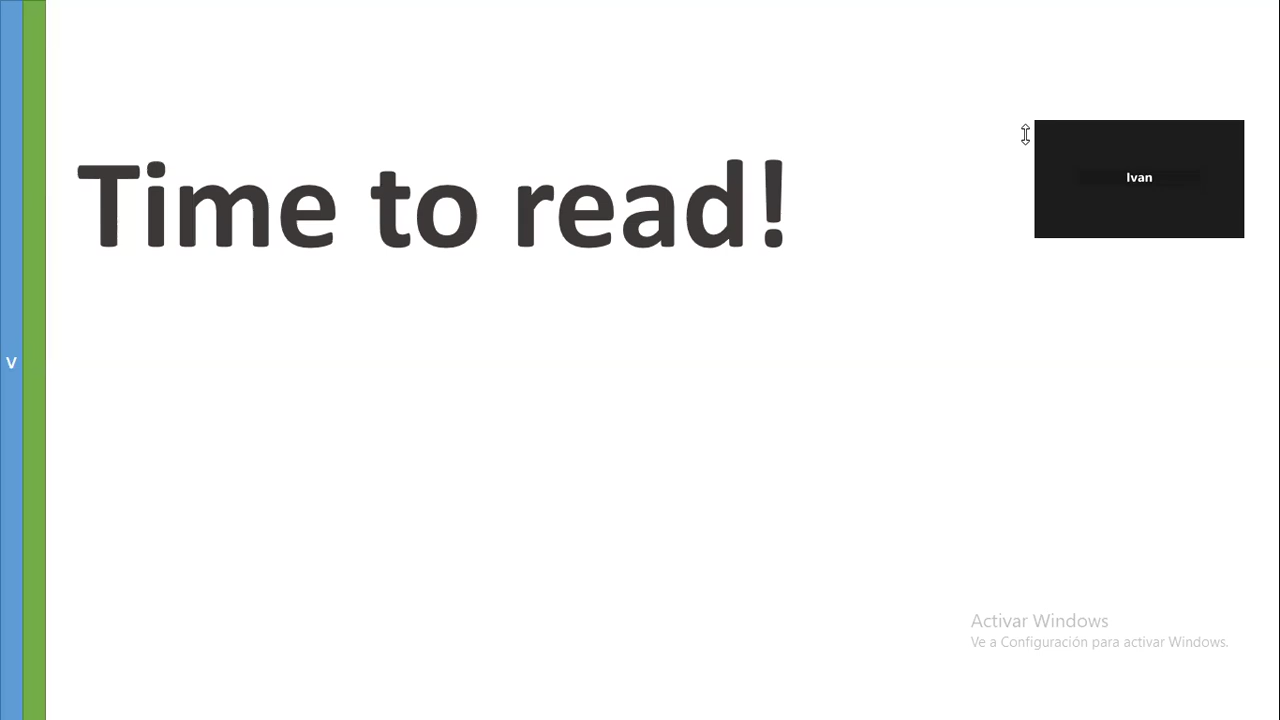 Time to read!
Ivan
V
Activar Windows
Ve a Configuración para activar Windows.